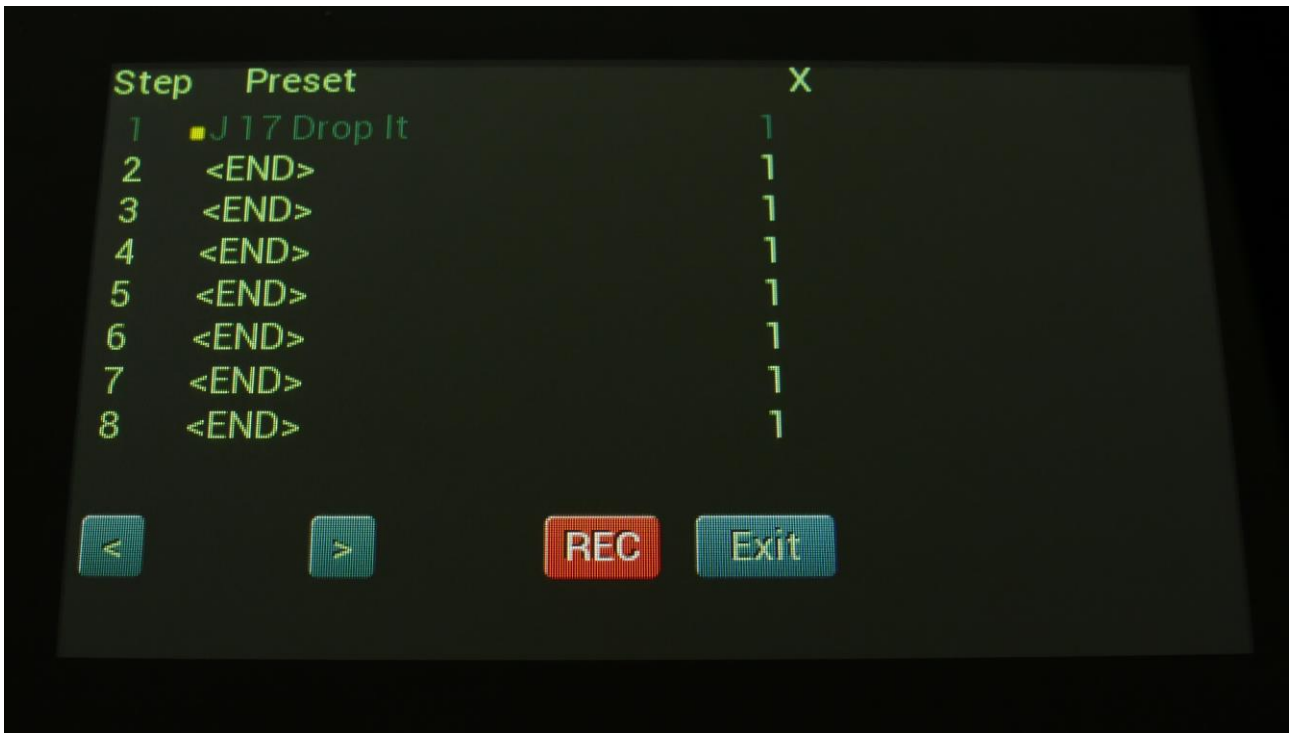 Step Preset X
1 J 17 Drop It 1
2 <END> 1
3 <END> 1
4 <END> 1
5 <END> 1
6 <END> 1
7 <END> 1
8 <END> 1
< > REC Exit